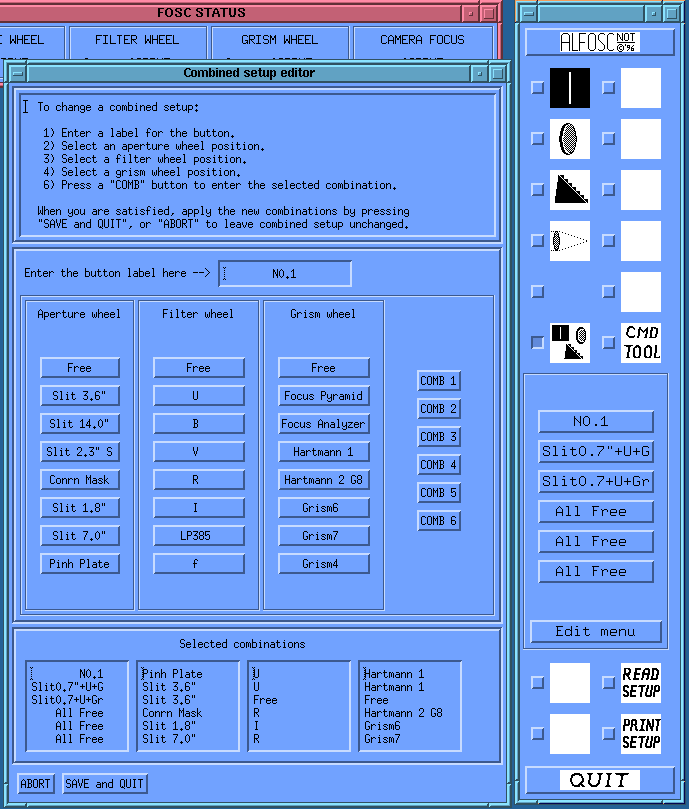 FOSC STATUS
WHEEL
FILTER WHEEL
GRISM WHEEL
CAMERA FOCUS
Combined setup editor
To change a combined setup:
1) Enter a label for the button.
2) Select an aperture wheel position.
3) Select a filter wheel position.
4) Select a grism wheel position.
6) Press a "COMB" button to enter the selected combination.
When you are satisfied, apply the new combinations by pressing
"SAVE and QUIT", or "ABORT" to leave combined setup unchanged.
Enter the button label here --> NO.1
Aperture wheel
Free
Slit 3.6"
Slit 14.0"
Slit 2.3" S
Conrn Mask
Slit 1.8"
Slit 7.0"
Pinh Plate
Filter wheel
Free
U
B
V
R
I
LP385
f
Grism wheel
Free
Focus Pyramid
Focus Analyzer
Hartmann 1
Hartmann 2 G8
Grism6
Grism7
Grism4
COMB 1
COMB 2
COMB 3
COMB 4
COMB 5
COMB 6
Selected combinations
NO.1 Pinh Plate U Hartmann 1
Slit0.7"+U+G Slit 3.6" U Hartmann 1
Slit0.7+U+Gr Slit 3.6" Free Free
All Free Conrn Mask R Hartmann 2 G8
All Free Slit 1.8" I Grism6
All Free Slit 7.0" R Grism7
ABORT SAVE and QUIT
ALFOSC NOT ©'96
CMD
TOOL
NO.1
Slit0.7"+U+G
Slit0.7+U+Gr
All Free
All Free
All Free
Edit menu
READ
SETUP
PRINT
SETUP
QUIT